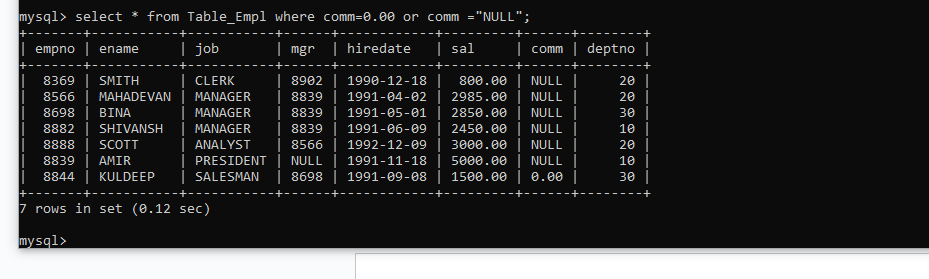 mysql> select * from Table_Empl where comm=0.00 or comm ="NULL";
+-------+-----------+-----------+------+------------+---------+------+--------+
| empno | ename | job | mgr | hiredate | sal | comm | deptno |
+-------+-----------+-----------+------+------------+---------+------+--------+
| 8369 | SMITH | CLERK | 8902 | 1990-12-18 | 800.00 | NULL | 20 |
| 8566 | MAHADEVAN | MANAGER | 8839 | 1991-04-02 | 2985.00 | NULL | 20 |
| 8698 | BINA | MANAGER | 8839 | 1991-05-01 | 2850.00 | NULL | 30 |
| 8882 | SHIVANSH | MANAGER | 8839 | 1991-06-09 | 2450.00 | NULL | 10 |
| 8888 | SCOTT | ANALYST | 8566 | 1992-12-09 | 3000.00 | NULL | 20 |
| 8839 | AMIR | PRESIDENT | NULL | 1991-11-18 | 5000.00 | NULL | 10 |
| 8844 | KULDEEP | SALESMAN | 8698 | 1991-09-08 | 1500.00 | 0.00 | 30 |
+-------+-----------+-----------+------+------------+---------+------+--------+
7 rows in set (0.12 sec)
mysql>